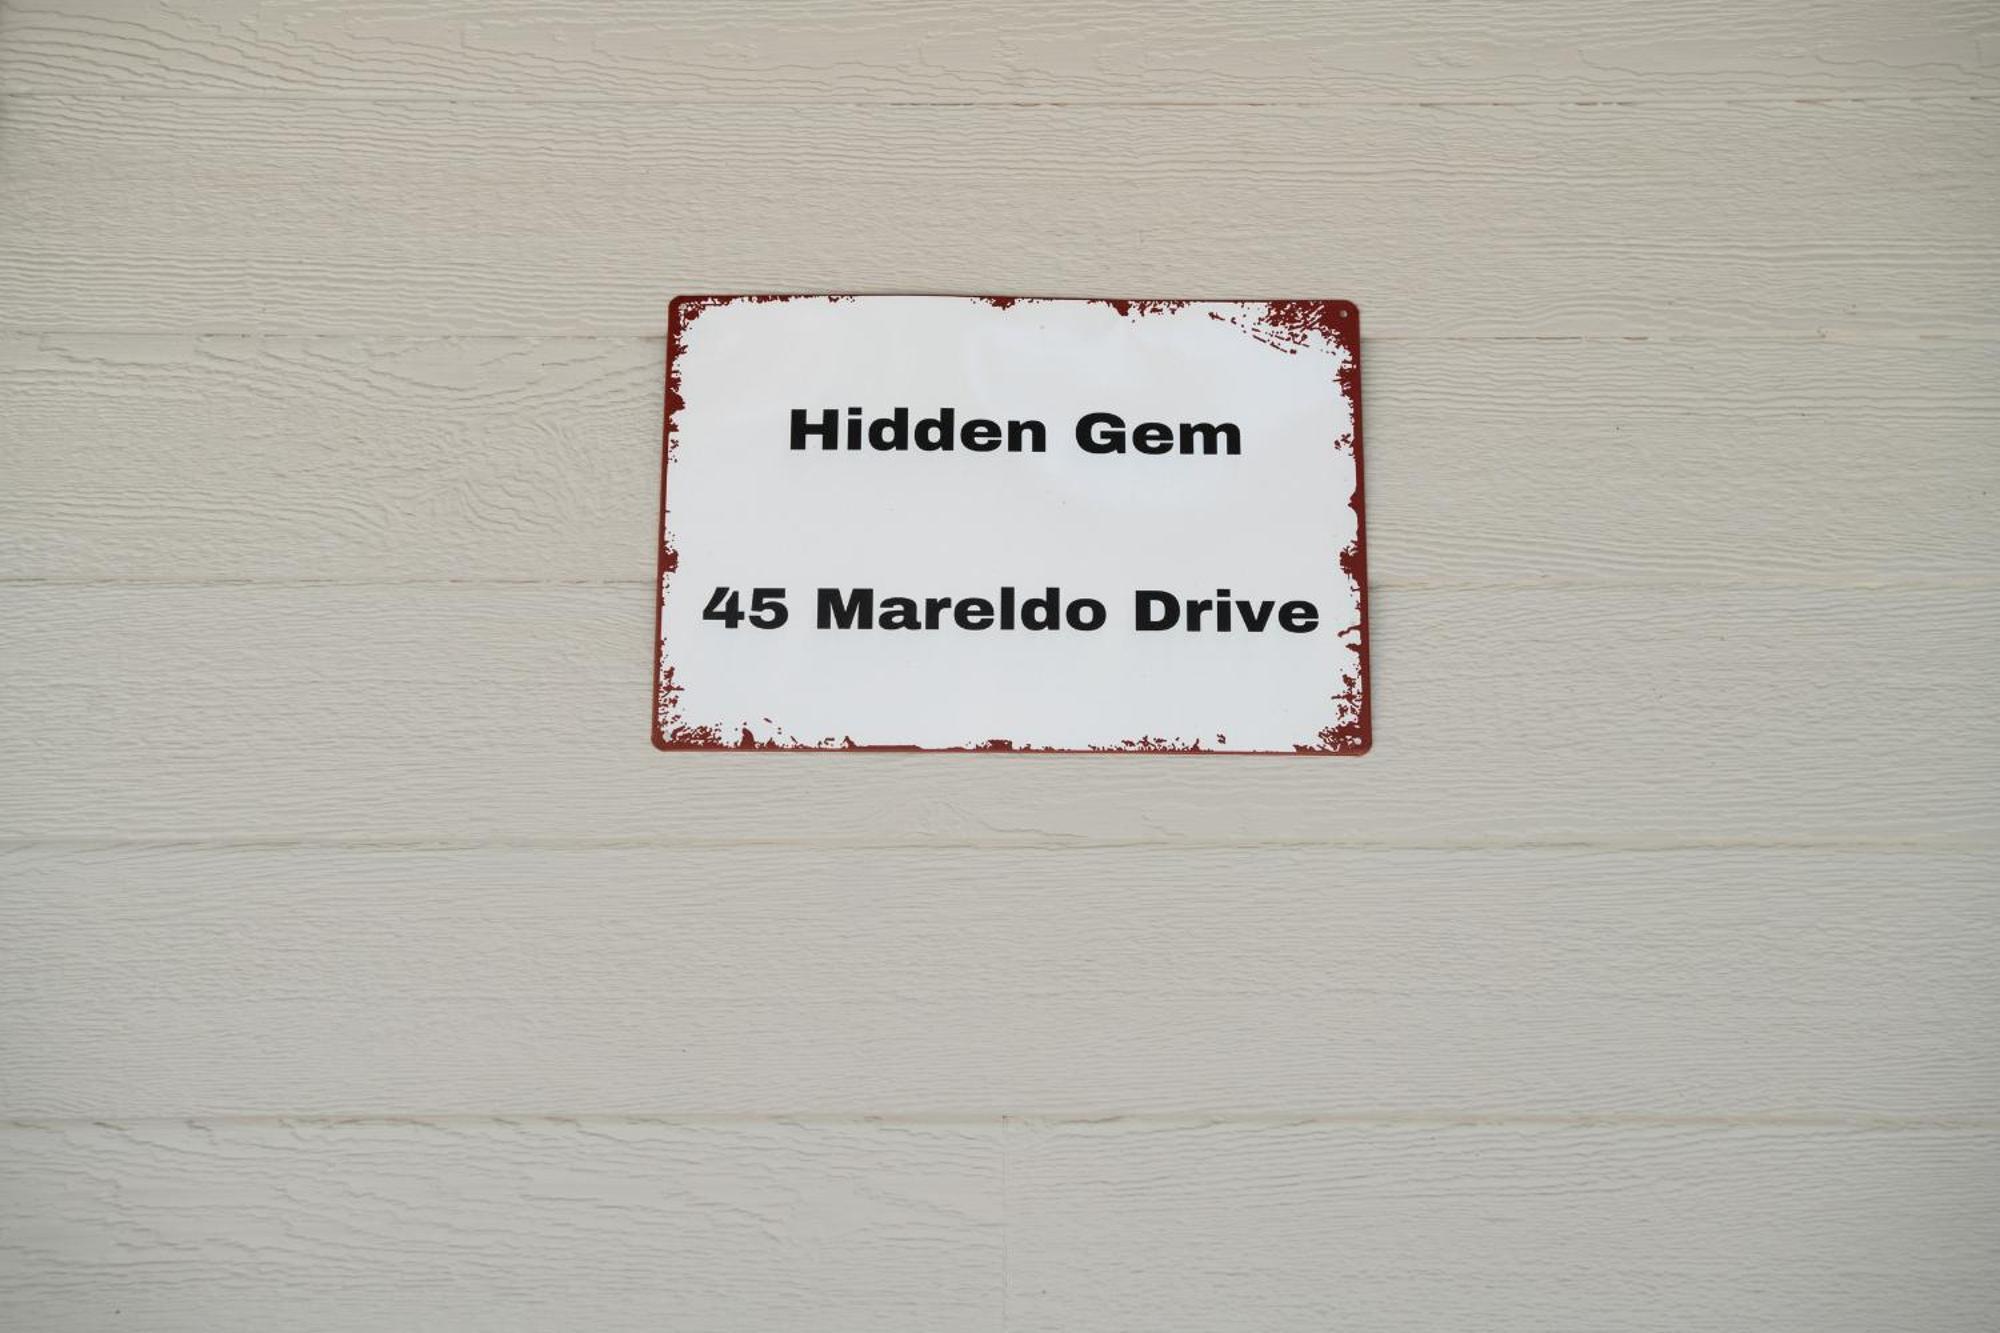 Hidden Gem
45 Mareldo Drive